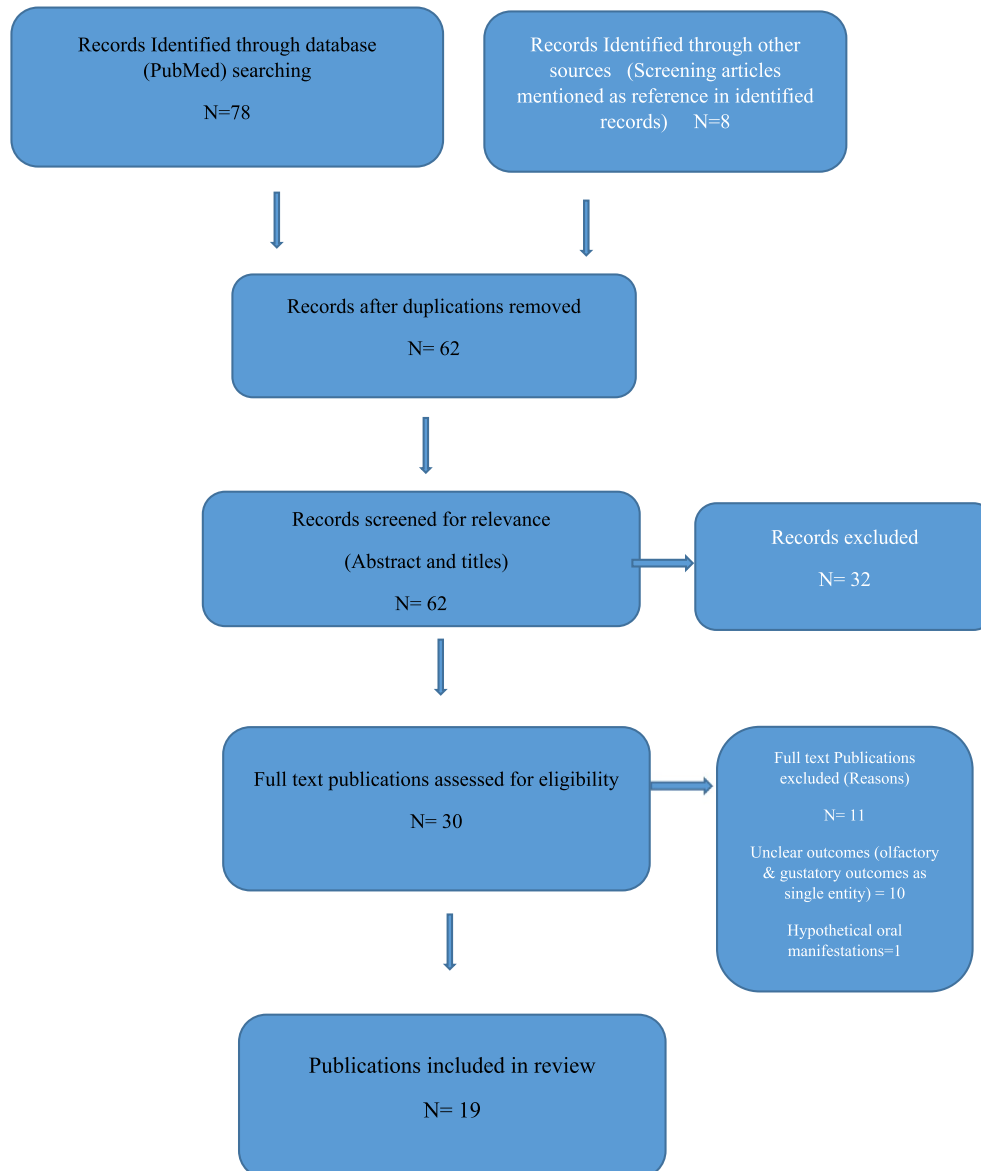 Records Identified through database
(PubMed) searching
N=78
Records Identified through other
sources (Screening articles
mentioned as reference in identified
records) N=8
Records after duplications removed
N= 62
Records screened for relevance
(Abstract and titles)
N= 62
Records excluded
N= 32
Full text publications assessed for eligibility
N= 30
Full text Publications
excluded (Reasons)
N= 11
Unclear outcomes (olfactory
& gustatory outcomes as
single entity) = 10
Hypothetical oral
manifestations=1
Publications included in review
N= 19